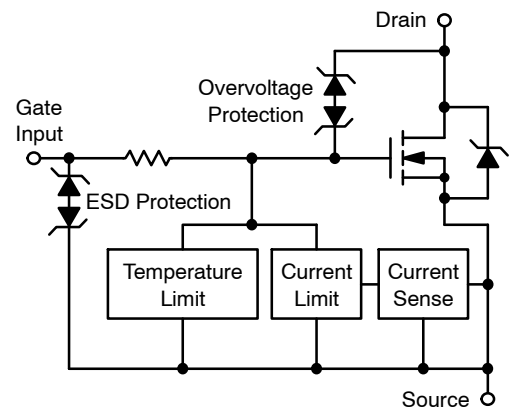 Drain
Overvoltage
Protection
Gate
Input
ESD Protection
Temperature
Limit
Current
Limit
Current
Sense
Source